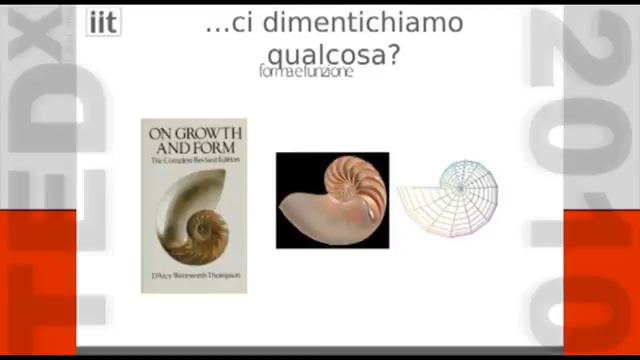 iit
...ci dimentichiamo
qualcosa?
forma e funzione
ON GROWTH
AND FORM
The Complete Revised Edition
D'Arcy Wentworth Thompson
TEDx
2010